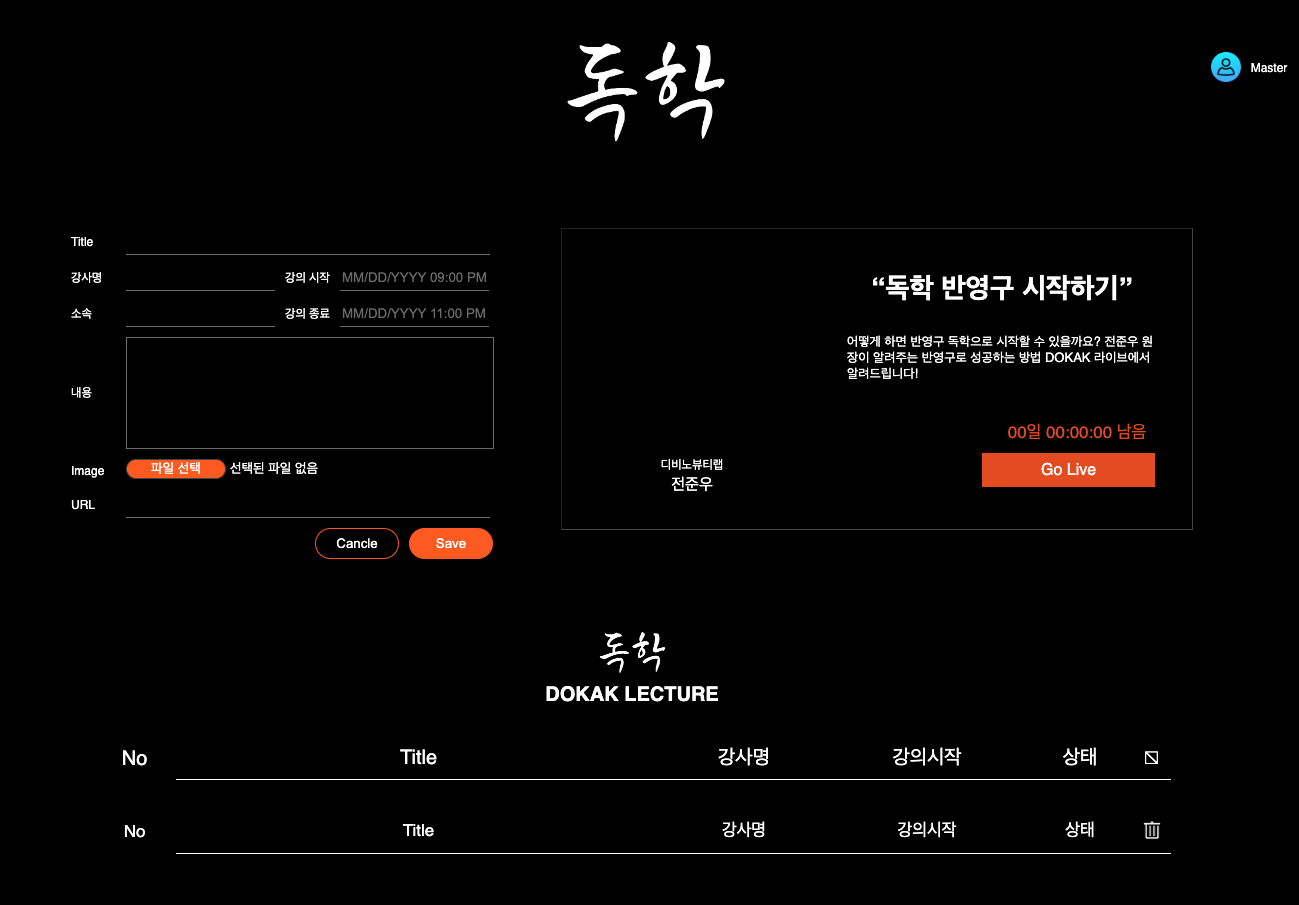 독학
Master
Title
강사명 강의 시작 MM/DD/YYYY 09:00 PM
소속 강의 종료 MM/DD/YYYY 11:00 PM
내용
Image 파일 선택 선택된 파일 없음
URL
Cancle Save
“독학 반영구 시작하기”
어떻게 하면 반영구 독학으로 시작할 수 있을까요? 전준우 원
장이 알려주는 반영구로 성공하는 방법 DOKAK 라이브에서
알려드립니다!
00일 00:00:00 남음
디비노뷰티랩
전준우
Go Live
독학
DOKAK LECTURE
No Title 강사명 강의시작 상태
No Title 강사명 강의시작 상태